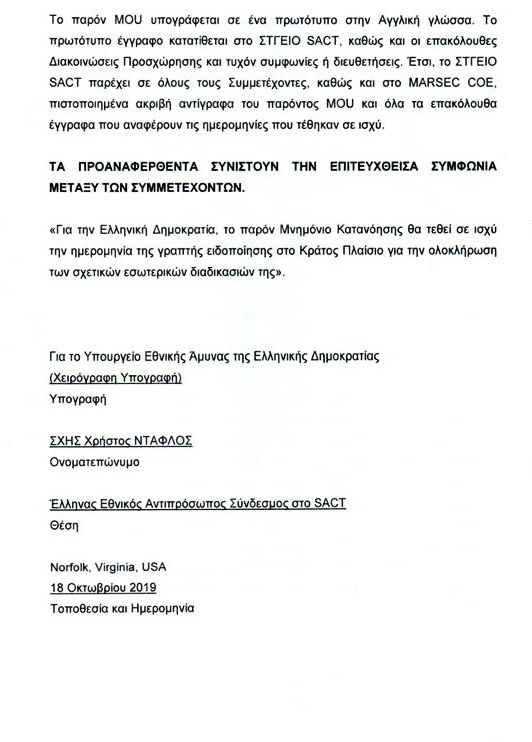 Το παρόν MOU υπογράφεται σε ένα πρωτότυπο στην Αγγλική γλώσσα. Το
πρωτότυπο έγγραφο κατατίθεται στο ΣΤΓΕΙΟ SACT, καθώς και οι επακόλουθες
Διακοινώσεις Προσχώρησης και τυχόν συμφωνίες ή διευθετήσεις. Έτσι, το ΣΤΓΕΙΟ
SACT παρέχει σε όλους τους Συμμετέχοντες, καθώς και στο MARSEC COE,
πιστοποιημένα ακριβή αντίγραφα του παρόντος MOU και όλα τα επακόλουθα
έγγραφα που αναφέρουν τις ημερομηνίες που τέθηκαν σε ισχύ.
ΤΑ ΠΡΟΑΝΑΦΕΡΘΕΝΤΑ ΣΥΝΙΣΤΟΥΝ ΤΗΝ ΕΠΙΤΕΥΧΘΕΙΣΑ ΣΥΜΦΩΝΙΑ
ΜΕΤΑΞΥ ΤΩΝ ΣΥΜΜΕΤΕΧΟΝΤΩΝ.
«Για την Ελληνική Δημοκρατία, το παρόν Μνημόνιο Κατανόησης θα τεθεί σε ισχύ
την ημερομηνία της γραπτής ειδοποίησης στο Κράτος Πλαίσιο για την ολοκλήρωση
των σχετικών εσωτερικών διαδικασιών της».
Για το Υπουργείο Εθνικής Άμυνας της Ελληνικής Δημοκρατίας
(Χειρόγραφη Υπογραφή)
Υπογραφή
ΣΧΗΣ Χρήστος ΝΤΑΦΛΟΣ
Ονοματεπώνυμο
Έλληνας Εθνικός Αντιπρόσωπος Σύνδεσμος στο SACT
Θέση
Norfolk, Virginia, USA
18 Οκτωβρίου 2019
Τοποθεσία και Ημερομηνία